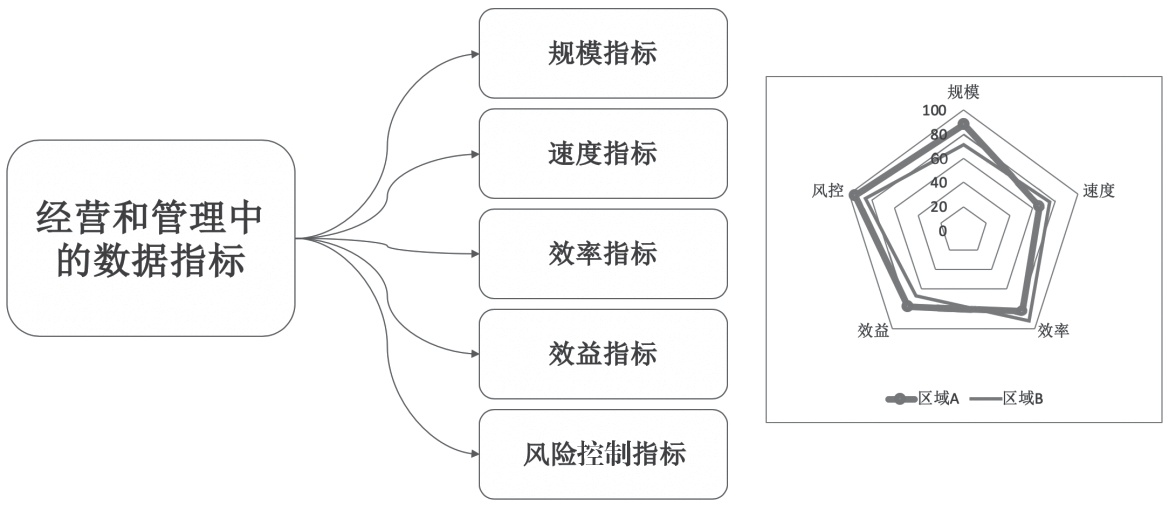 经营和管理中
的数据指标
规模指标
速度指标
效率指标
效益指标
风险控制指标
规模
100
80
60
40
20
0
风控
速度
效益
效率
区域A
区域B